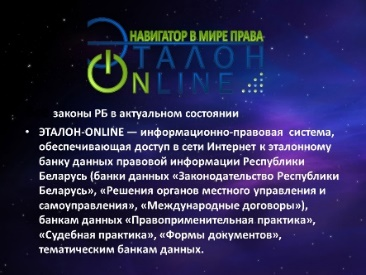 НАВИГАТОР В МИРЕ ПРАВА
ЭТАЛОН
ONLINE
законы РБ в актуальном состоянии
• ЭТАЛОН-ONLINE — информационно-правовая система,
обеспечивающая доступ в сети Интернет к эталонному
банку данных правовой информации Республики
Беларусь (банки данных «Законодательство Республики
Беларусь», «Решения органов местного управления и
самоуправления», «Международные договоры»),
банкам данных «Правоприменительная практика»,
«Судебная практика», «Формы документов»,
тематическим банкам данных.